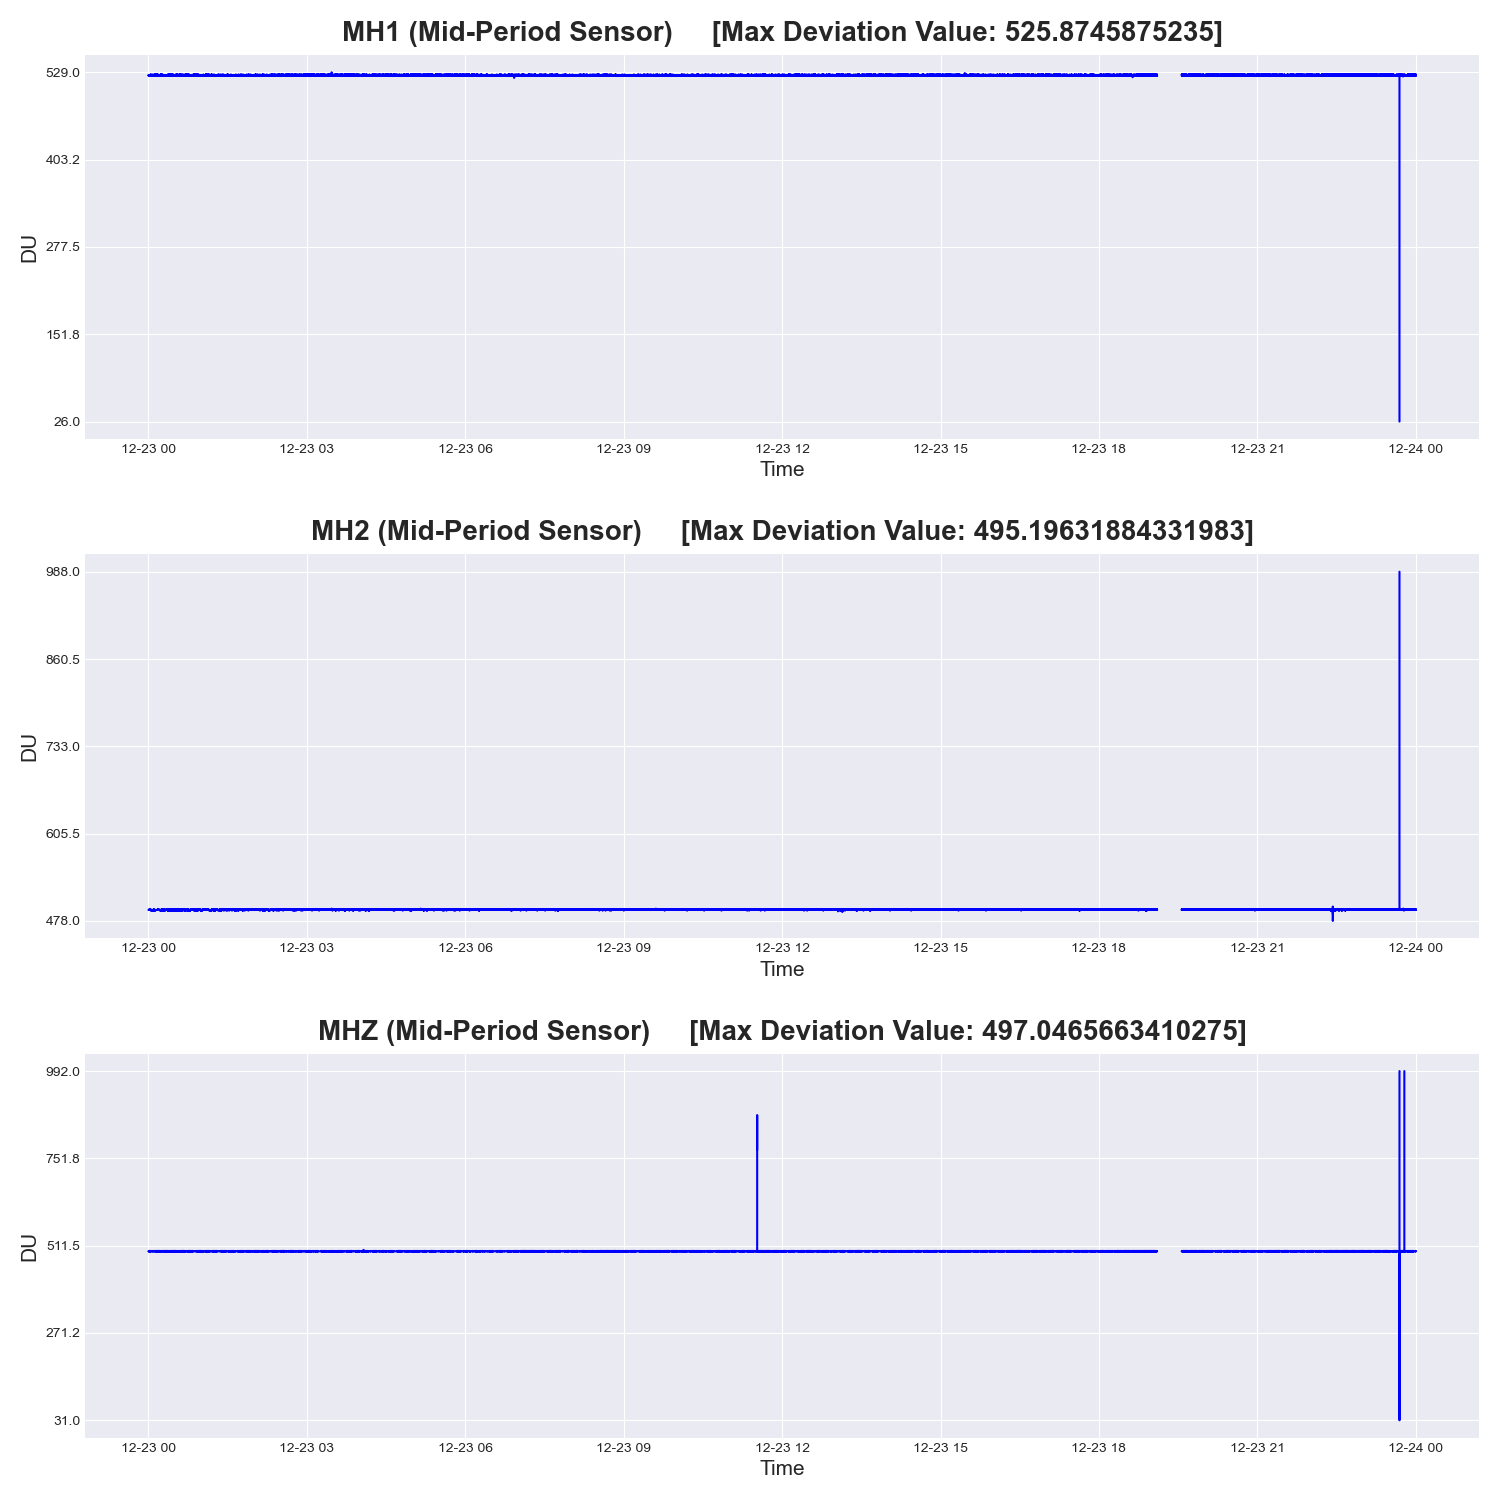 MH1 (Mid-Period Sensor) [Max Deviation Value: 525.8745875235]
529.0
403.2
277.5
151.8
26.0
DU
12-23 00 12-23 03 12-23 06 12-23 09 12-23 12 12-23 15 12-23 18 12-23 21 12-24 00
Time
MH2 (Mid-Period Sensor) [Max Deviation Value: 495.19631884331983]
988.0
860.5
733.0
605.5
478.0
DU
12-23 00 12-23 03 12-23 06 12-23 09 12-23 12 12-23 15 12-23 18 12-23 21 12-24 00
Time
MHZ (Mid-Period Sensor) [Max Deviation Value: 497.0465663410275]
992.0
751.8
511.5
271.2
31.0
DU
12-23 00 12-23 03 12-23 06 12-23 09 12-23 12 12-23 15 12-23 18 12-23 21 12-24 00
Time